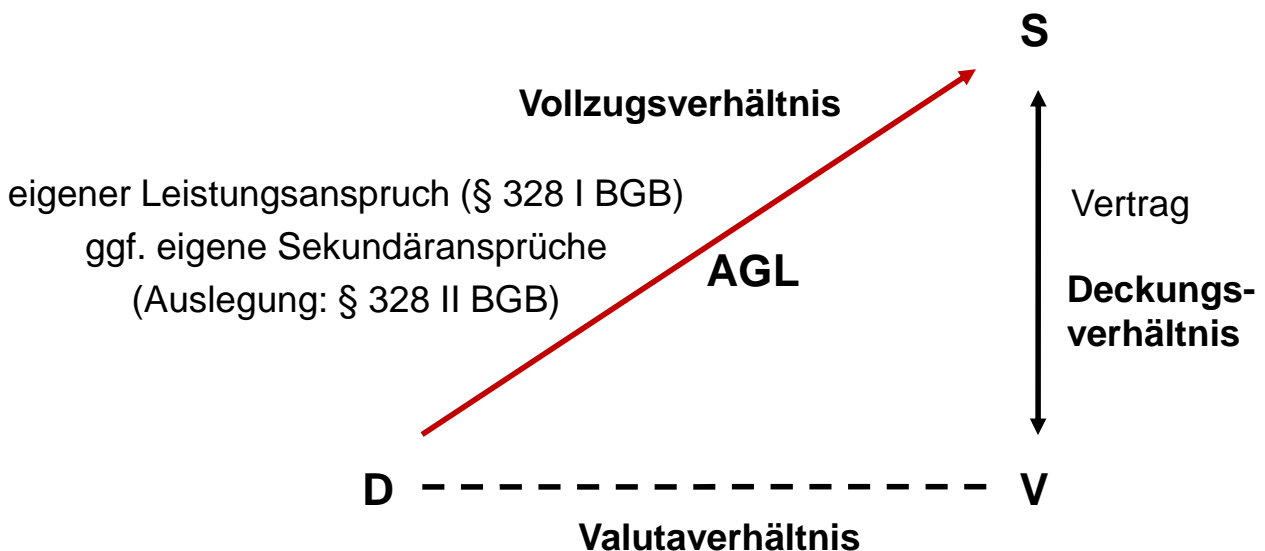 S
Vollzugsverhältnis
eigener Leistungsanspruch (§ 328 I BGB)
ggf. eigene Sekundäransprüche
(Auslegung: § 328 II BGB)
AGL
Vertrag
Deckungs-
verhältnis
D
V
Valutaverhältnis